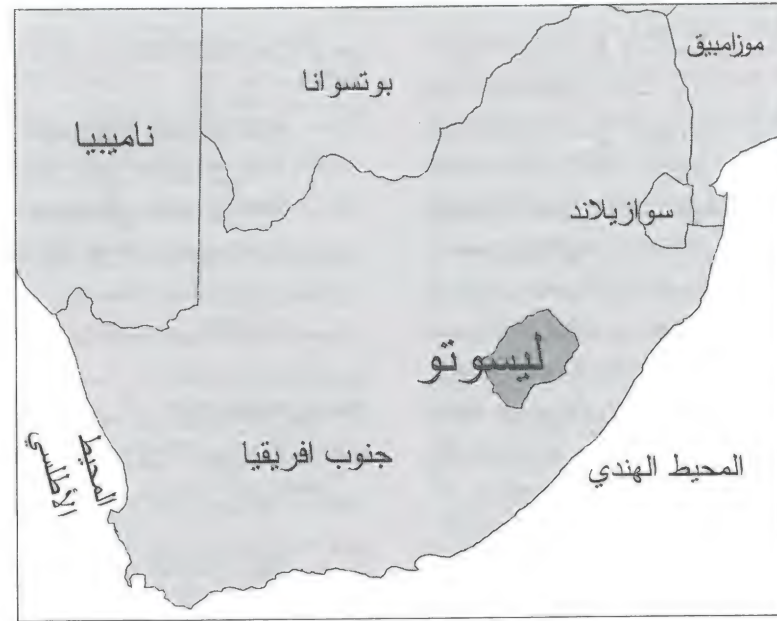 موزامبيق
بوتسوانا
ناميبيا
سوازيلاند
ليسوتو
جنوب افريقيا
المحيط الهندي
المحيط
الأطلسي